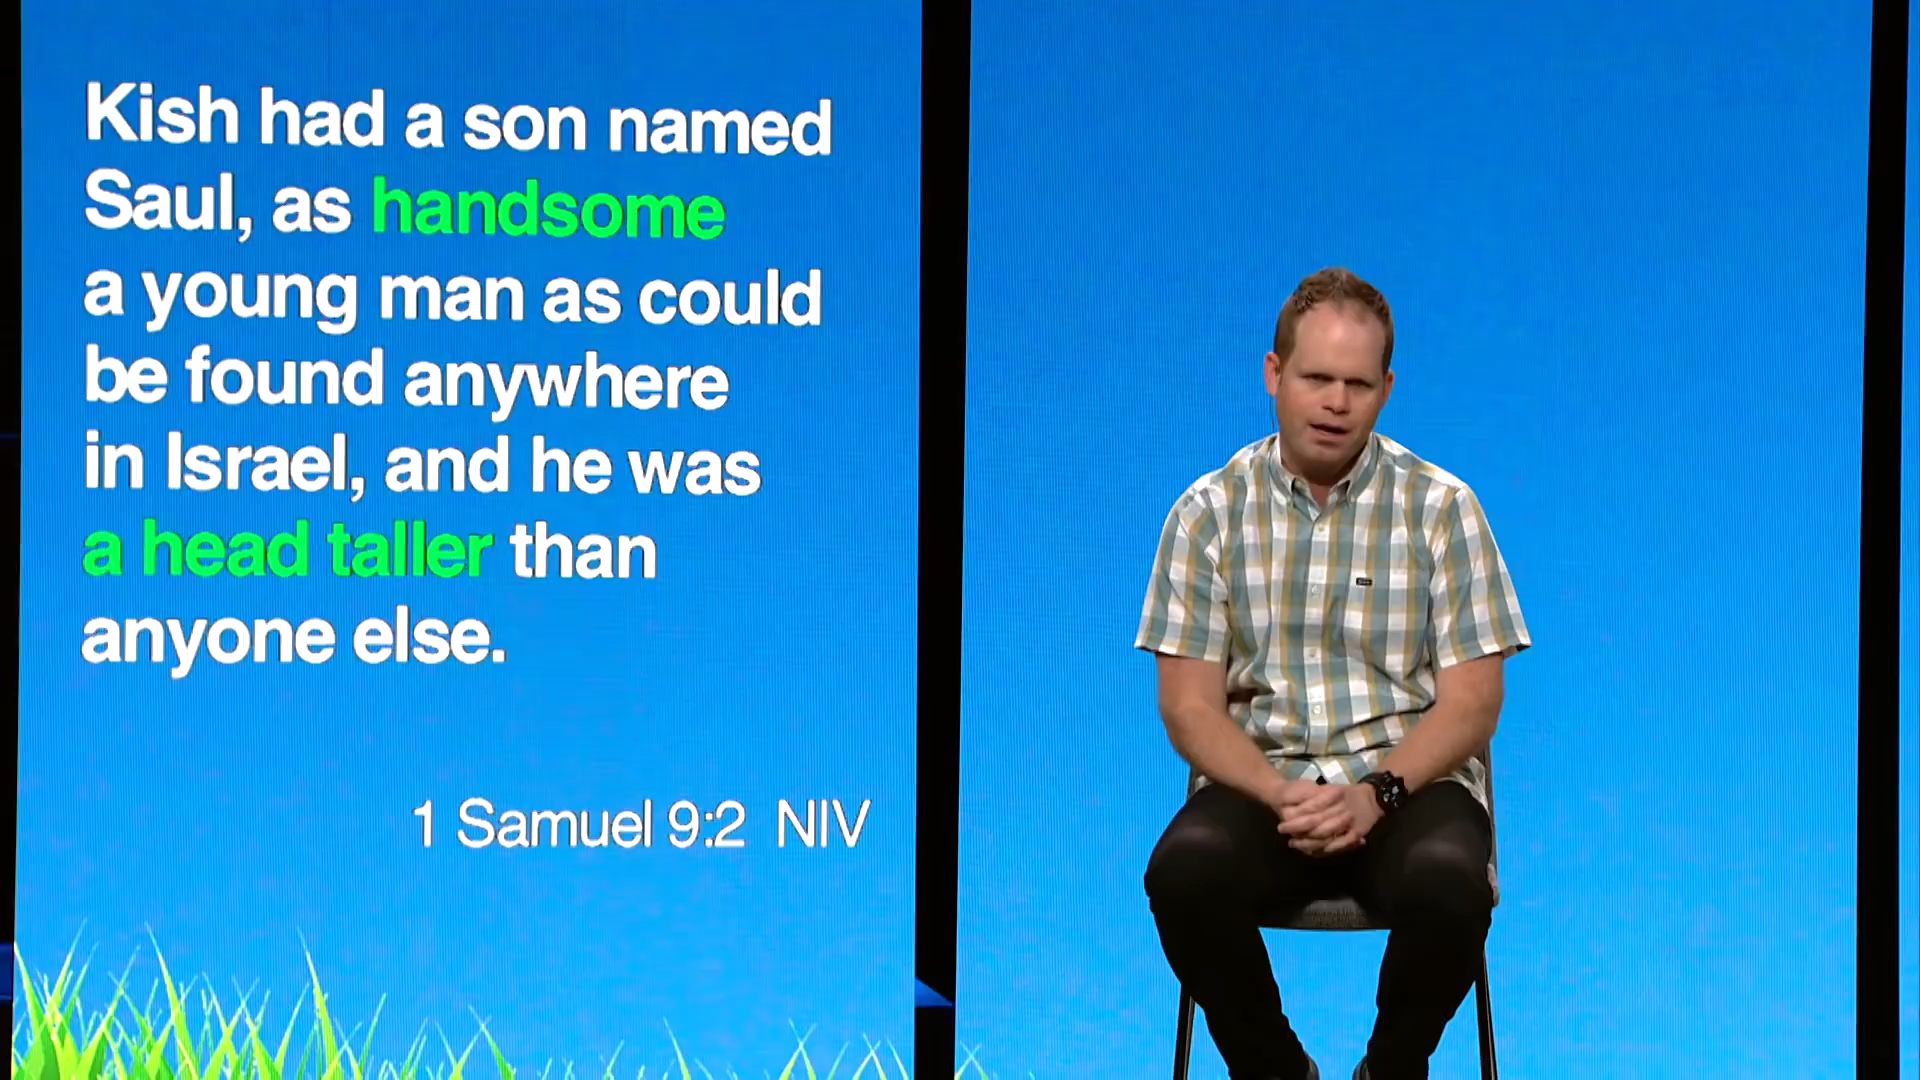 Kish had a son named
Saul, as handsome
a young man as could
be found anywhere
in Israel, and he was
a head taller than
anyone else.
1 Samuel 9:2 NIV